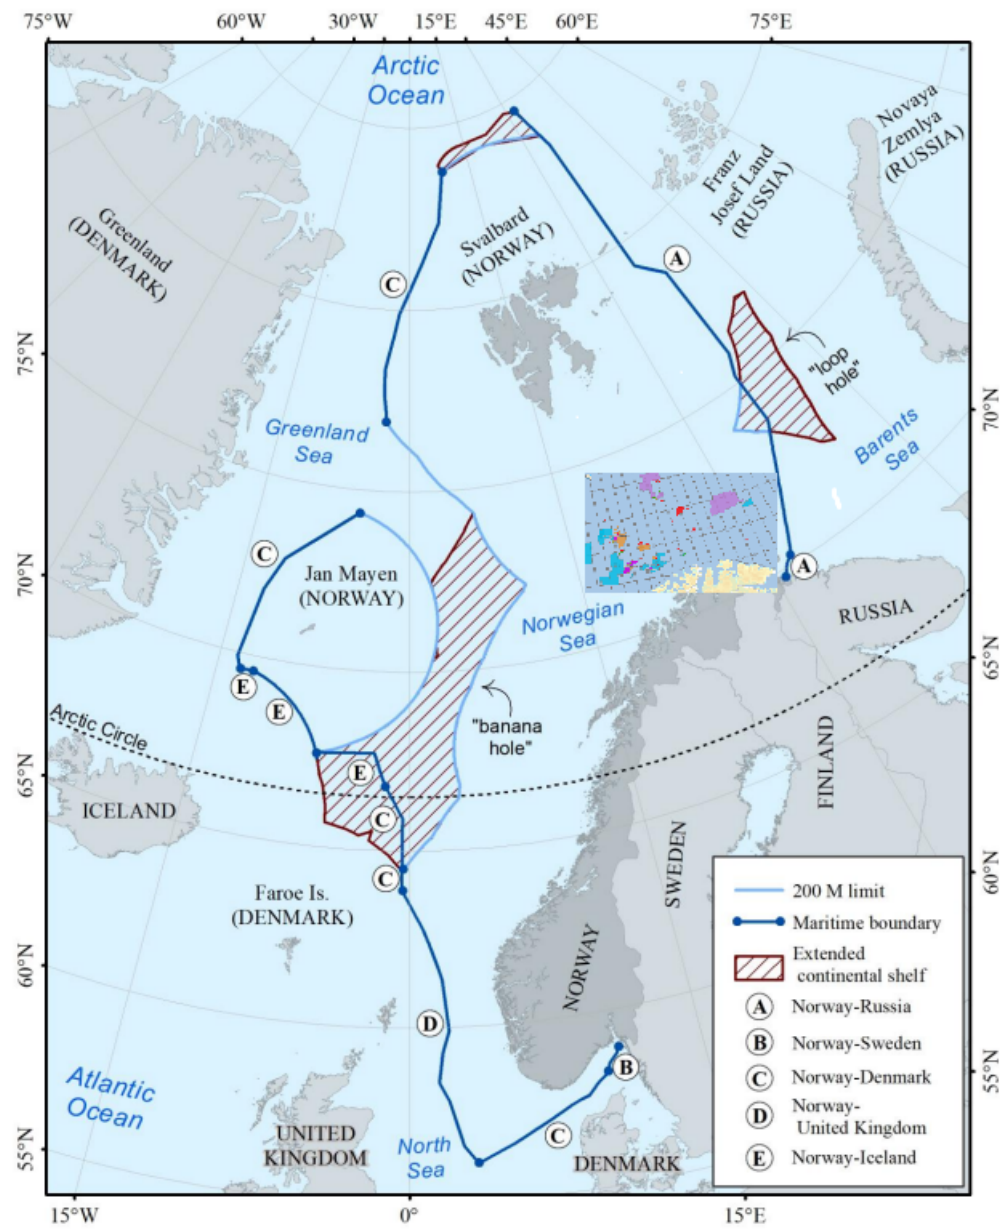 75°W
60°W
30°W
15°E
45°E
60°E
75°E
Arctic
Ocean
Novaya
Zemlya
(RUSSIA)
Franz
Josef Land
(RUSSIA)
Greenland
(DENMARK)
Svalbard
(NORWAY)
A
C
75°N
"loop
hole"
70°N
Greenland
Sea
Barents
Sea
C
A
70°N
Jan Mayen
(NORWAY)
RUSSIA
Norwegian
Sea
65°N
E
E
Arctic Circle
"banana
hole"
65°N
E
ICELAND
C
FINLAND
SWEDEN
60°N
C
Faroe Is.
(DENMARK)
NORWAY
60°N
D
B
55°N
Atlantic
Ocean
C
55°N
UNITED
KINGDOM
North
Sea
DENMARK
200 M limit
Maritime boundary
Extended
continental shelf
A Norway-Russia
B Norway-Sweden
C Norway-Denmark
D Norway-
United Kingdom
E Norway-Iceland
15°W
0°
15°E